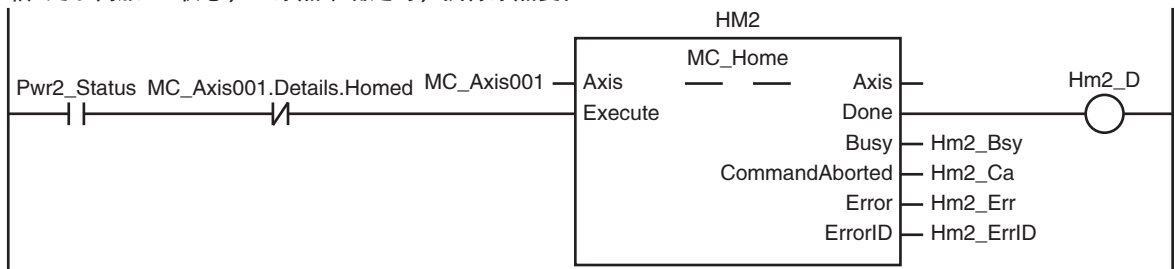 HM2
MC_Home
Pwr2_Status MC_Axis001.Details.Homed MC_Axis001 Axis Axis Hm2_D
Execute Done
Busy Hm2_Bsy
CommandAborted Hm2_Ca
Error Hm2_Err
ErrorID Hm2_ErrID